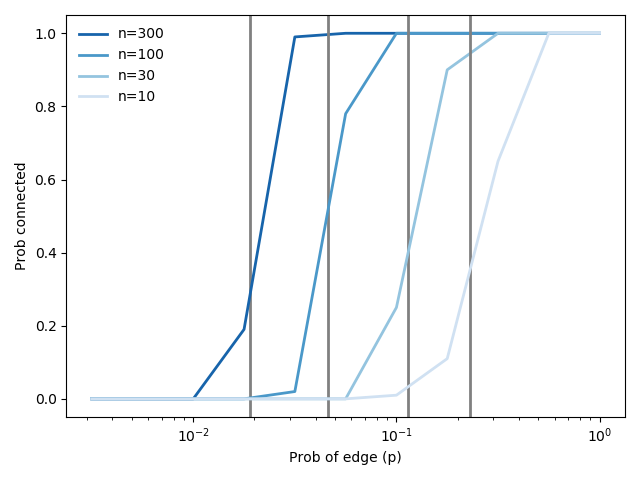 n=300
n=100
n=30
n=10
1.0
0.8
0.6
0.4
0.2
0.0
Prob connected
10⁻² 10⁻¹ 10⁰
Prob of edge (p)